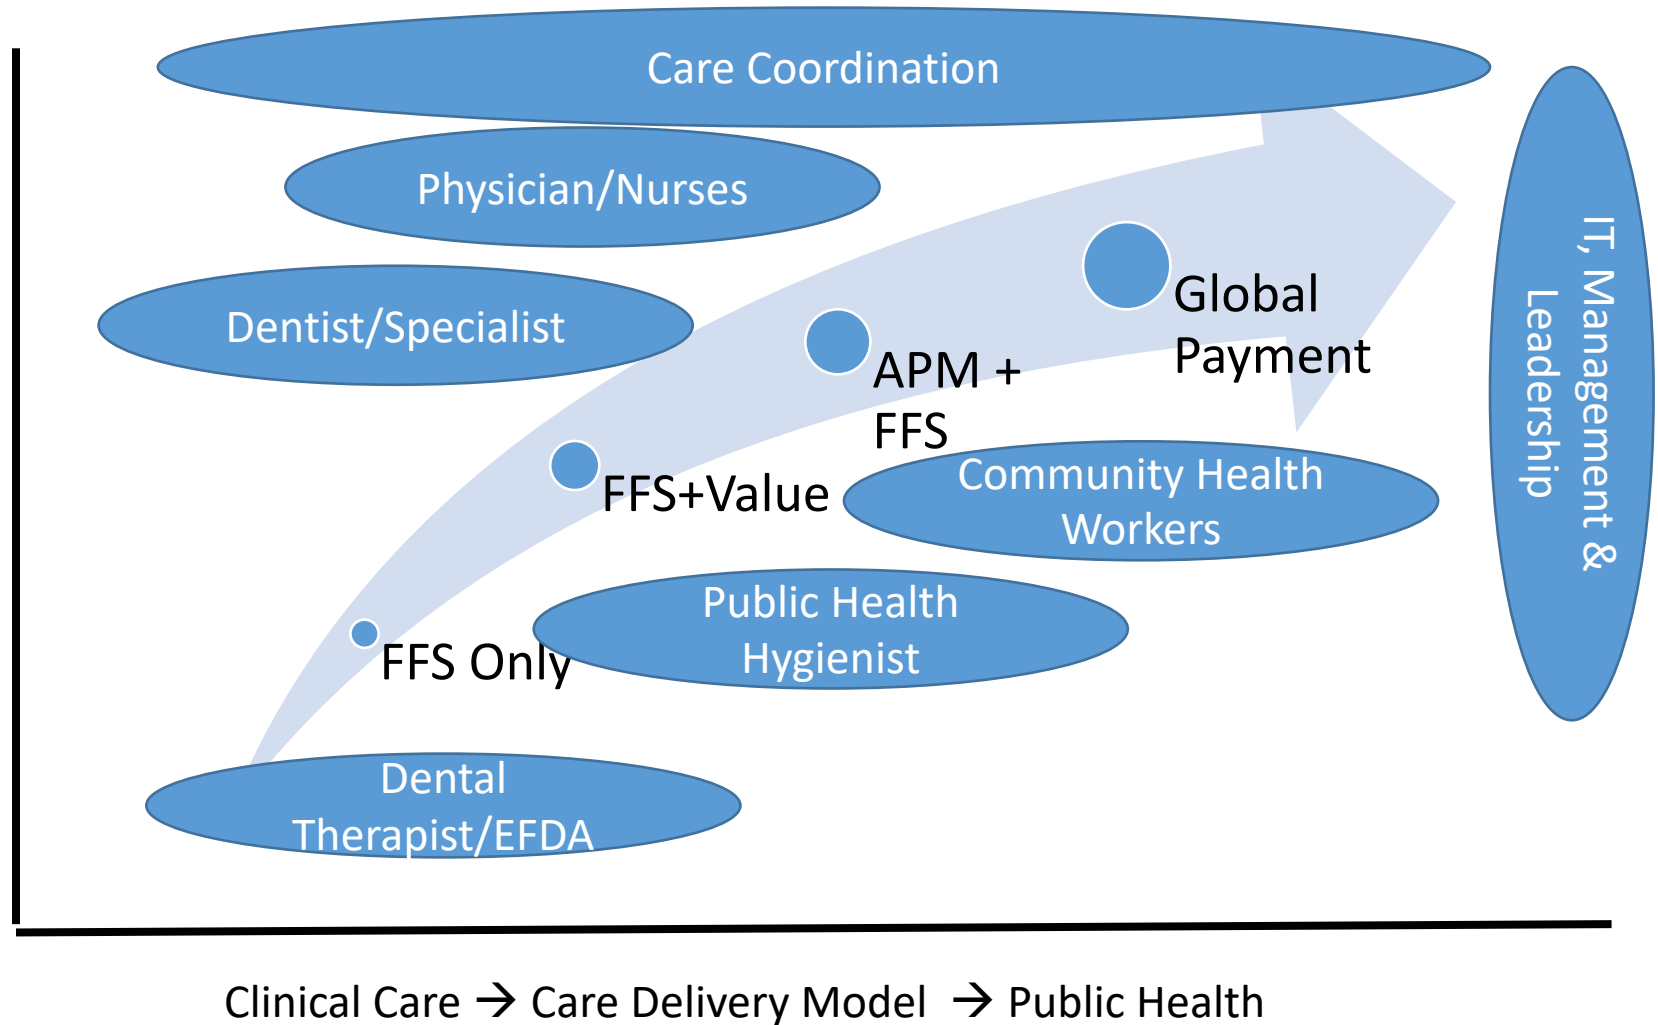 Care Coordination
Physician/Nurses
Dentist/Specialist
Global
Payment
APM +
FFS
FFS+Value
FFS Only
Community Health
Workers
Public Health
Hygienist
Dental
Therapist/EFDA
IT, Management &
Leadership
Clinical Care → Care Delivery Model → Public Health